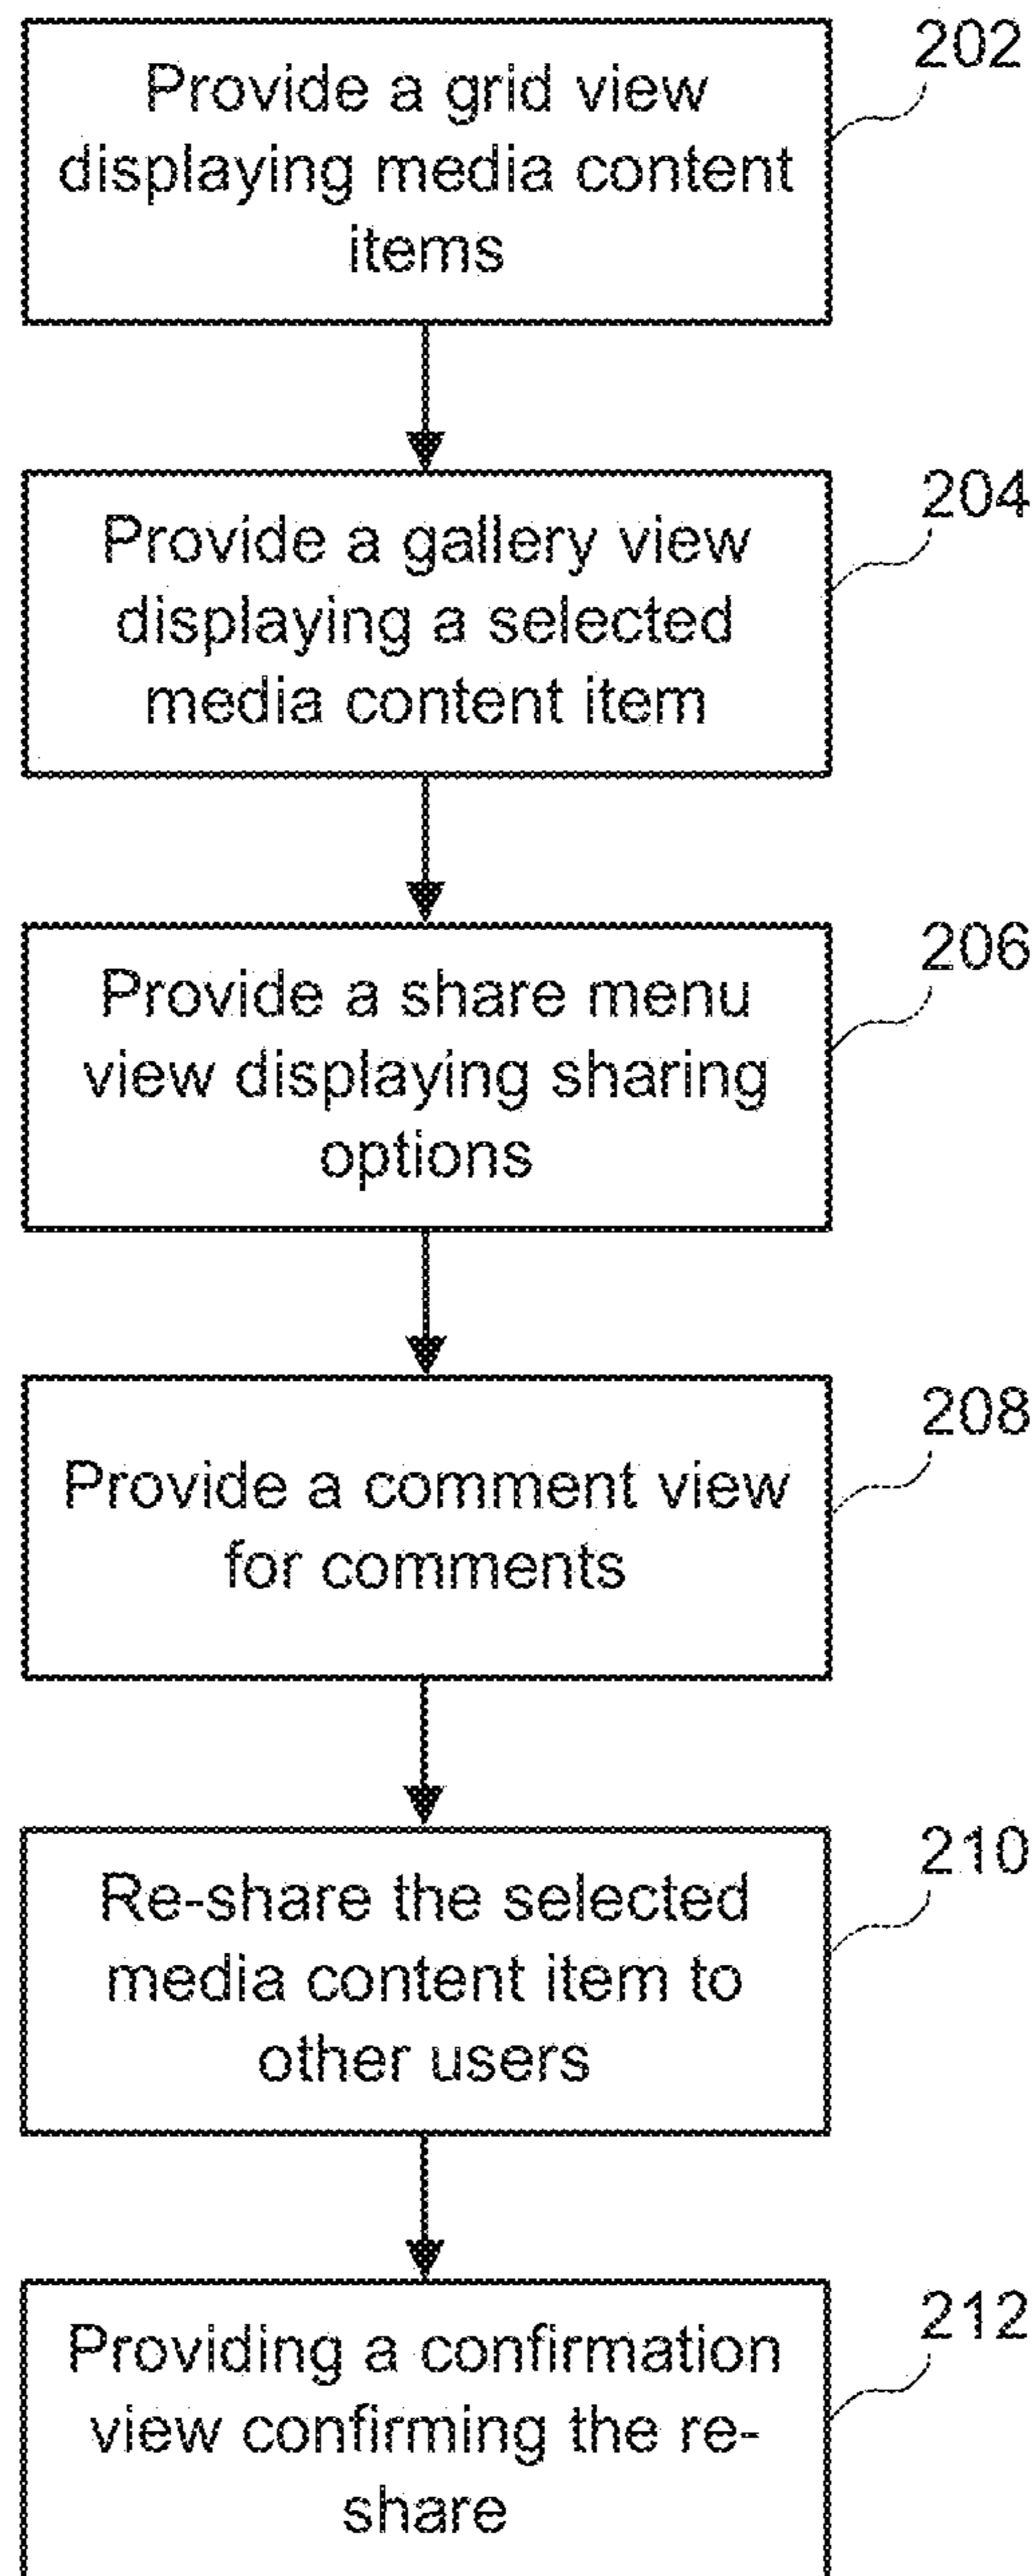 202
Provide a grid view
displaying media content
items
204
Provide a gallery view
displaying a selected
media content item
206
Provide a share menu
view displaying sharing
options
208
Provide a comment view
for comments
210
Re-share the selected
media content item to
other users
212
Providing a confirmation
view confirming the re-
share